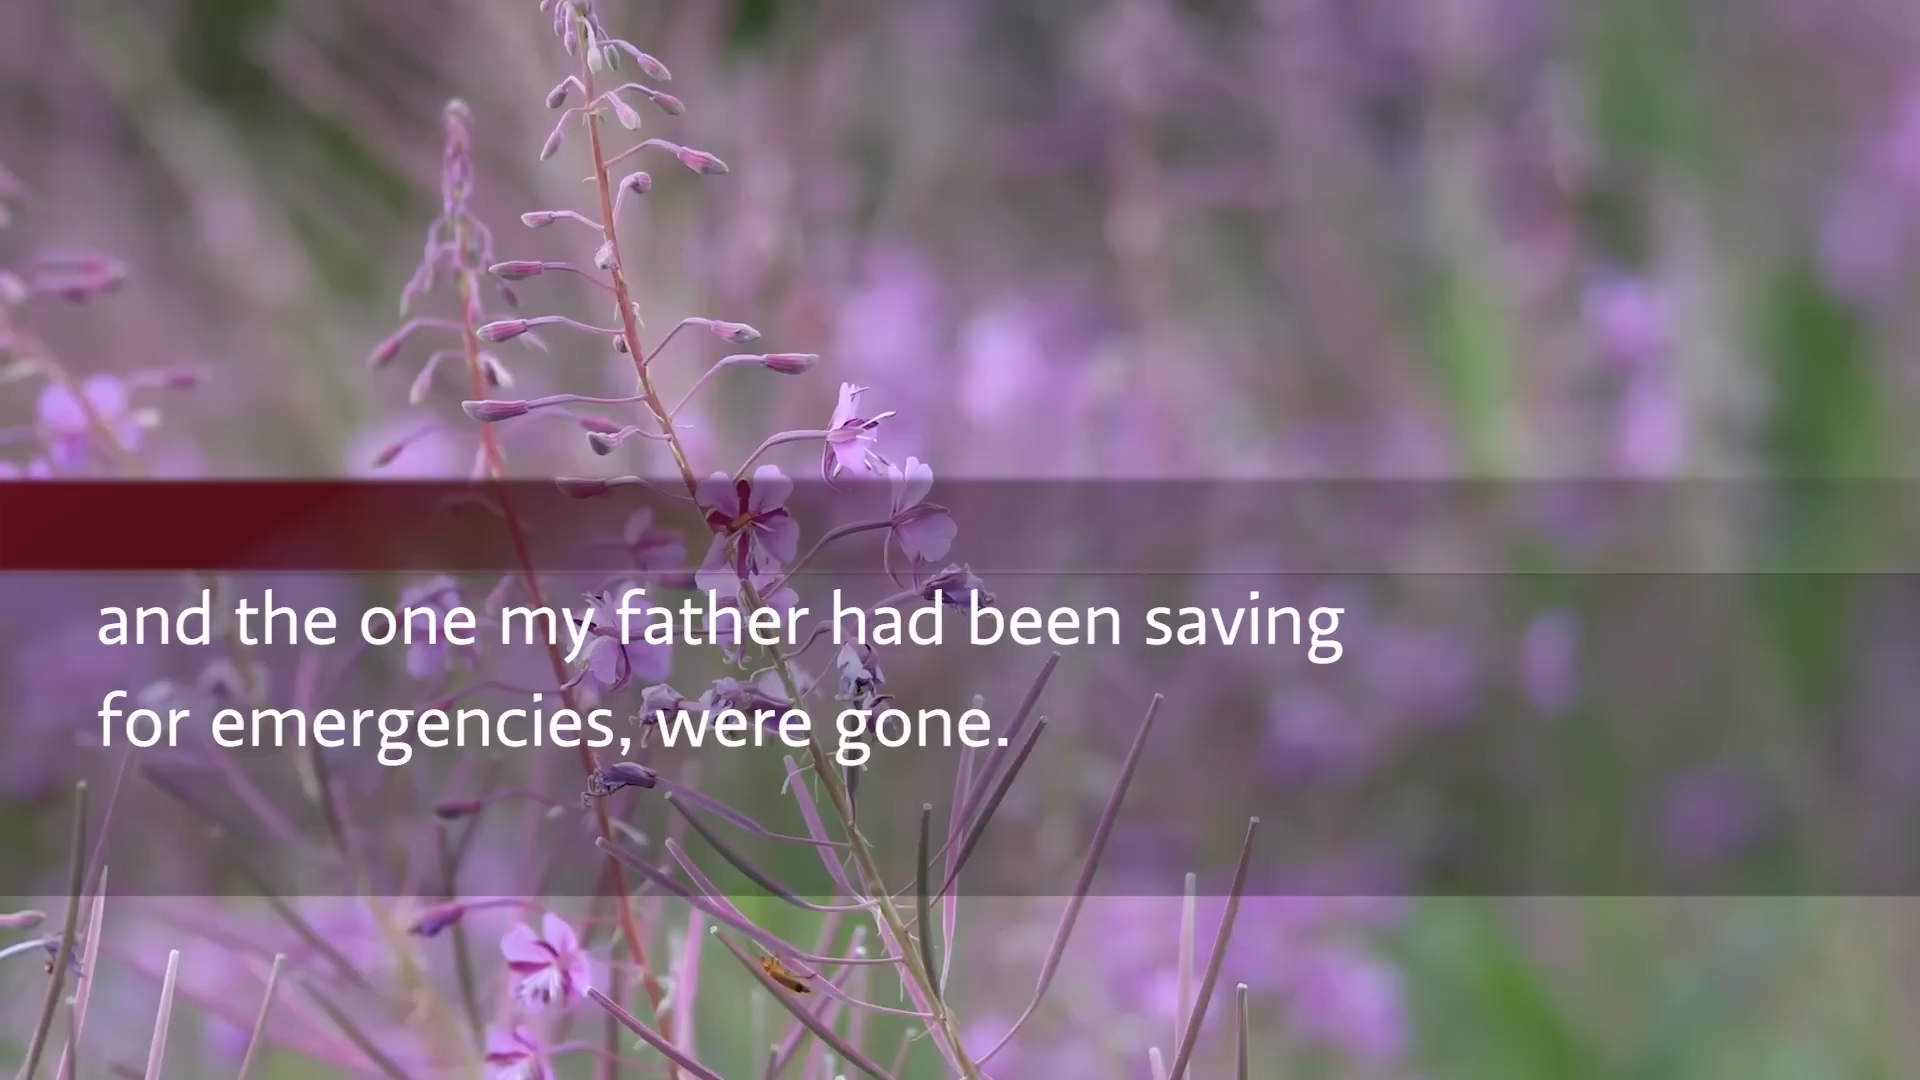 and the one my father had been saving
for emergencies, were gone.